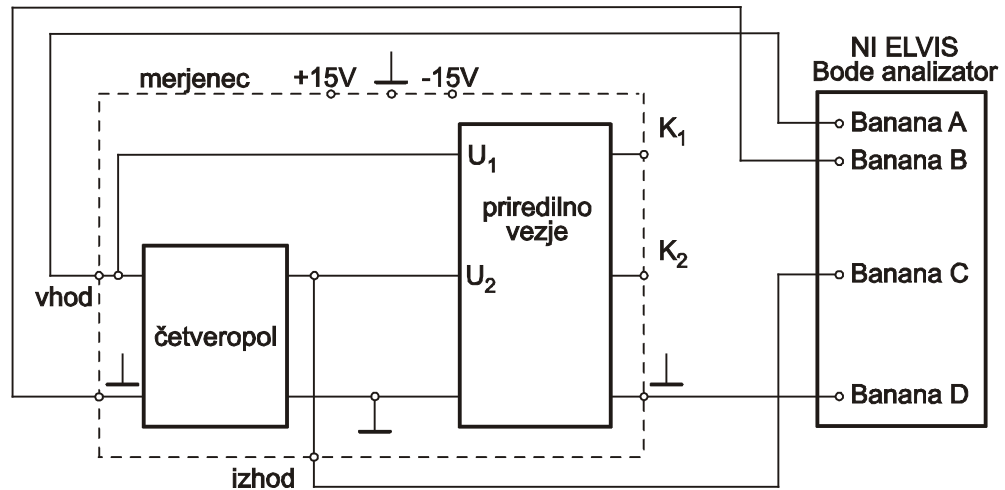 NI ELVIS
Bode analizator
merjenec
+15V
-15V
Banana A
K1
Banana B
U1
priredilno
vezje
K2
U2
Banana C
vhod
četveropol
Banana D
izhod